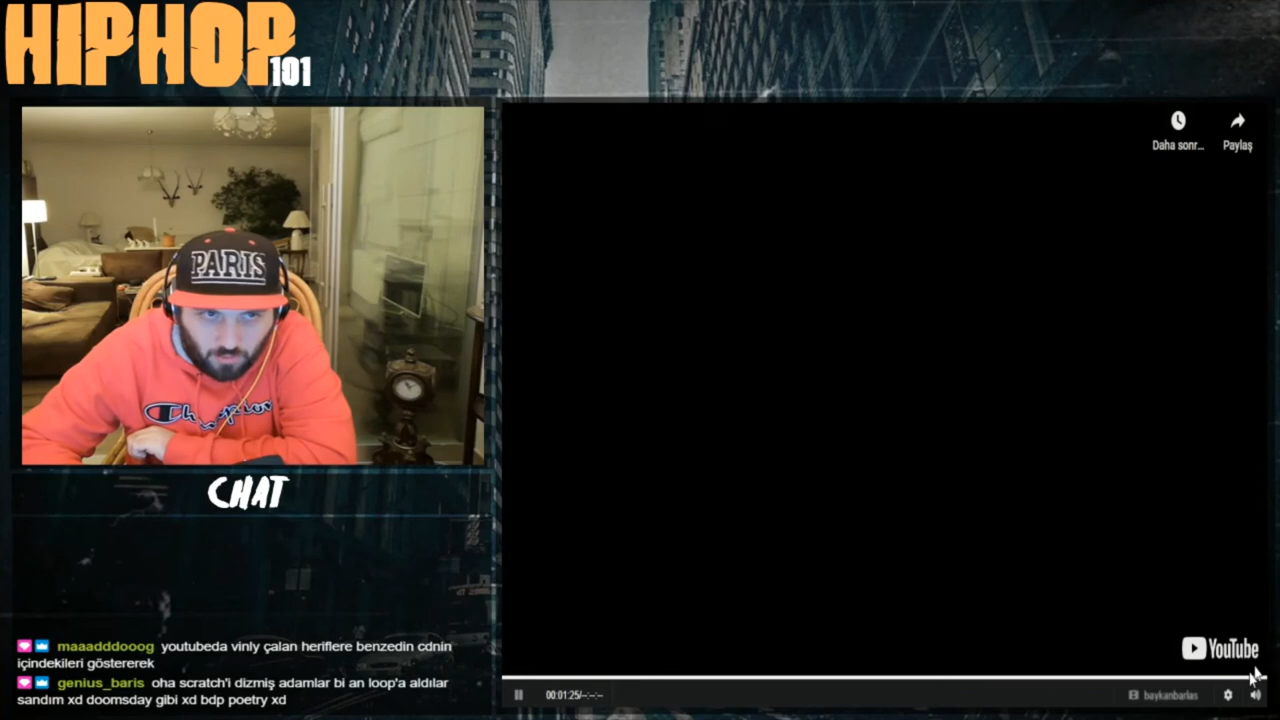 HIPHOP
101
Daha sonr...
Paylaş
PARIS
Champion
CHAT
maaadddooog youtubeda vinly çalan heriflere benzedin cdnin
içindekileri göstererek
genius_baris oha scratch'i dizmiş adamlar bi an loop'a aldılar
sandım xd doomsday gibi xd bdp poetry xd
YouTube
00:01:25/--:--:--
baykanbarlas